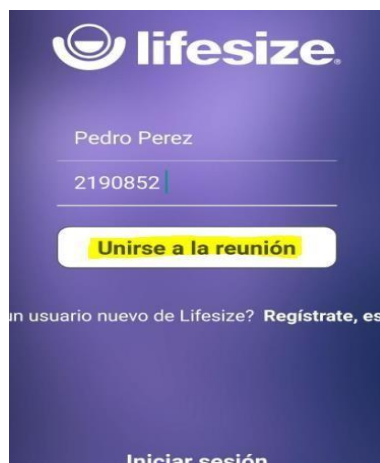 lifesize
Pedro Perez
2190852
Unirse a la reunión
un usuario nuevo de Lifesize? Regístrate, es
Iniciar sesión